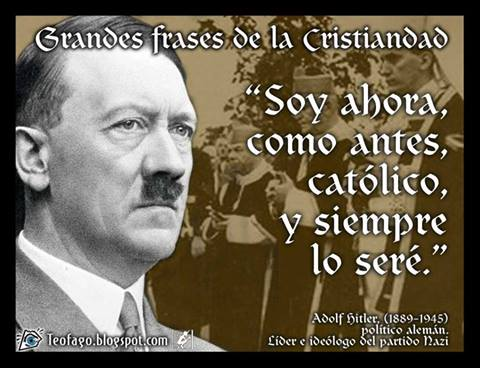 Grandes frases de la Cristiandad
“Soy ahora,
como antes,
católico,
y siempre
lo seré.”
Adolf Hitler, (1889-1945)
político alemán.
Líder e ideólogo del partido Nazi
Teofago.blogspot.com